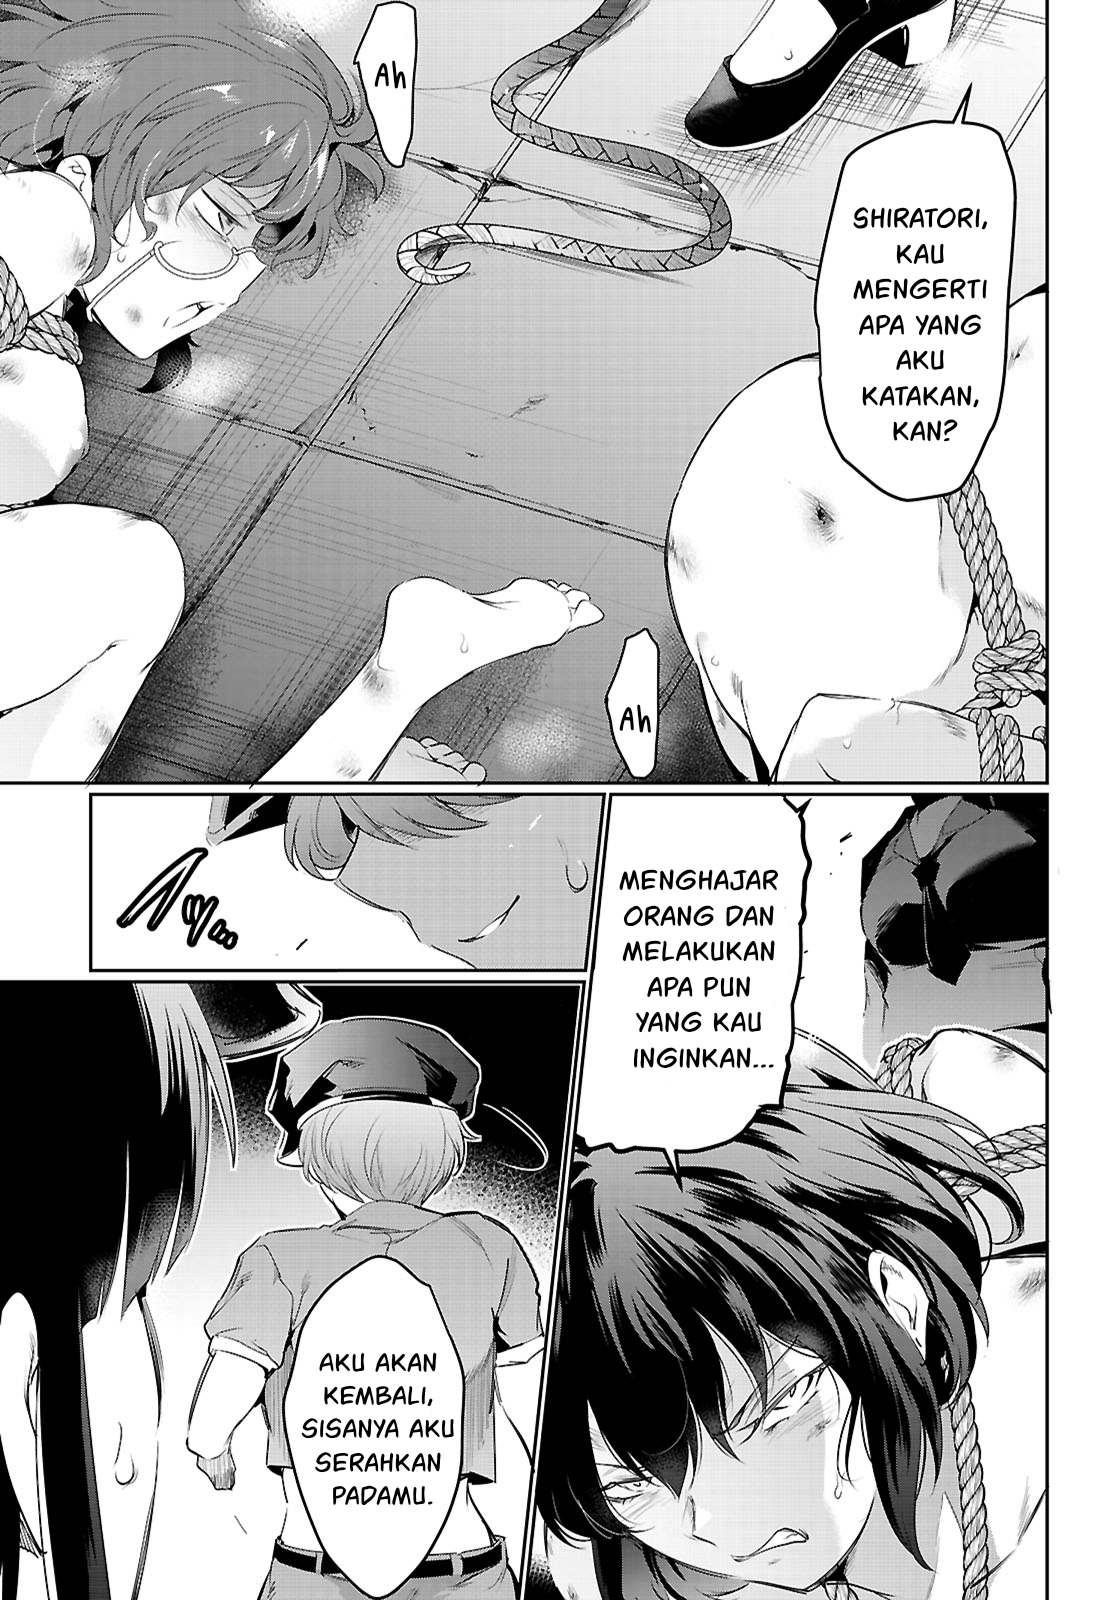 SHIRATORI,
KAU
MENGERTI
APA YANG
AKU
KATAKAN,
KAN?
Ah
Ah
MENGHAJAR
ORANG DAN
MELAKUKAN
APA PUN
YANG KAU
INGINKAN...
AKU AKAN
KEMBALI,
SISANYA AKU
SERAHKAN
PADAMU.